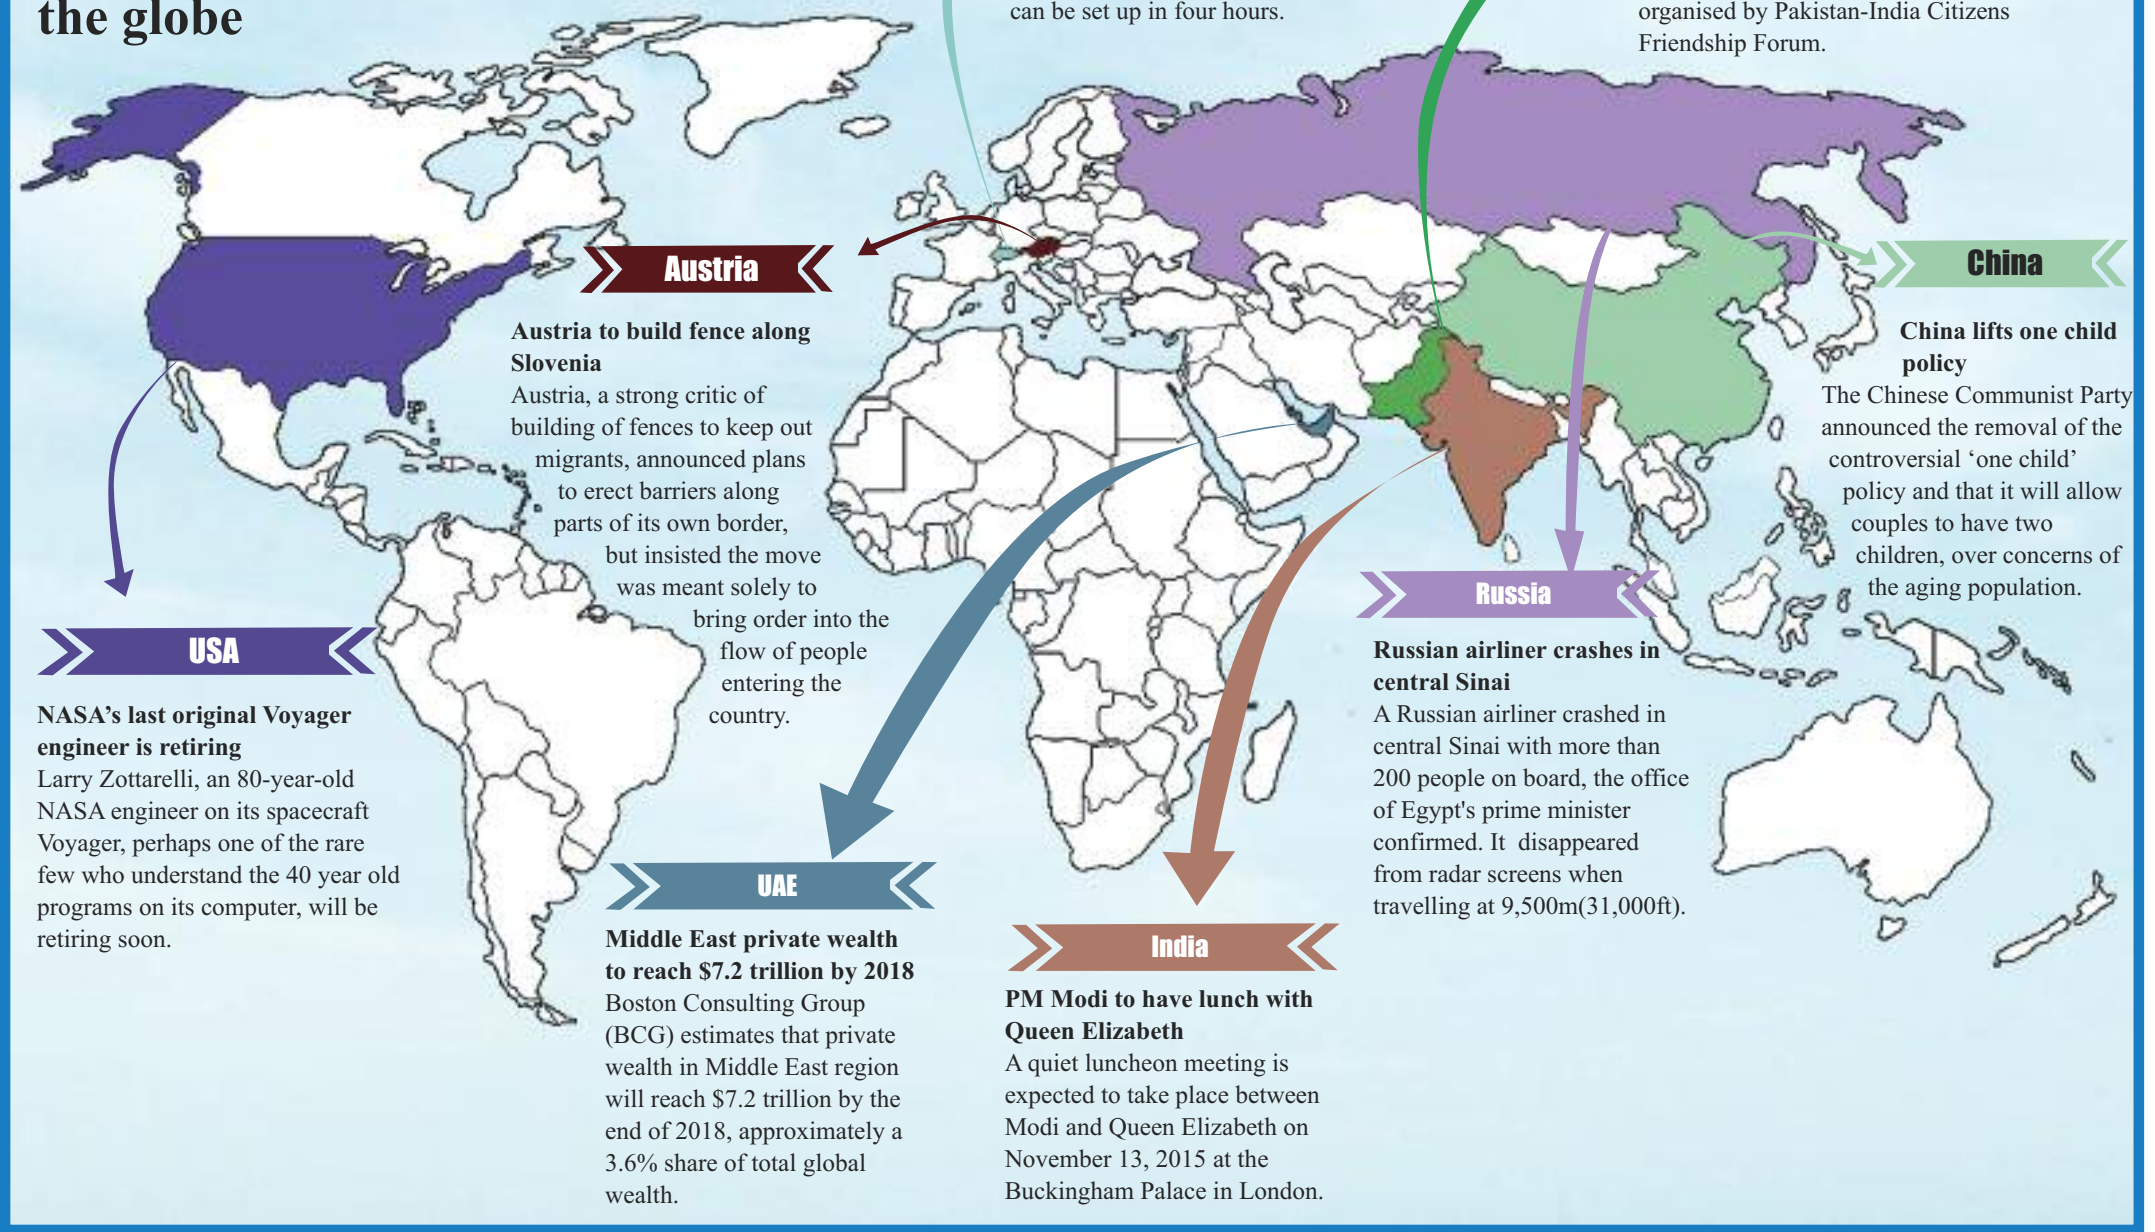 the globe
can be set up in four hours.
organised by Pakistan-India Citizens
Friendship Forum.
Austria
Austria to build fence along
Slovenia
Austria, a strong critic of
building of fences to keep out
migrants, announced plans
to erect barriers along
parts of its own border,
but insisted the move
was meant solely to
bring order into the
flow of people
entering the
country.
China
China lifts one child
policy
The Chinese Communist Party
announced the removal of the
controversial ‘one child’
policy and that it will allow
couples to have two
children, over concerns of
the aging population.
USA
NASA’s last original Voyager
engineer is retiring
Larry Zottarelli, an 80-year-old
NASA engineer on its spacecraft
Voyager, perhaps one of the rare
few who understand the 40 year old
programs on its computer, will be
retiring soon.
Russia
Russian airliner crashes in
central Sinai
A Russian airliner crashed in
central Sinai with more than
200 people on board, the office
of Egypt's prime minister
confirmed. It  disappeared
from radar screens when
travelling at 9,500m(31,000ft).
UAE
Middle East private wealth
to reach $7.2 trillion by 2018
Boston Consulting Group
(BCG) estimates that private
wealth in Middle East region
will reach $7.2 trillion by the
end of 2018, approximately a
3.6% share of total global
wealth.
India
PM Modi to have lunch with
Queen Elizabeth
A quiet luncheon meeting is
expected to take place between
Modi and Queen Elizabeth on
November 13, 2015 at the
Buckingham Palace in London.